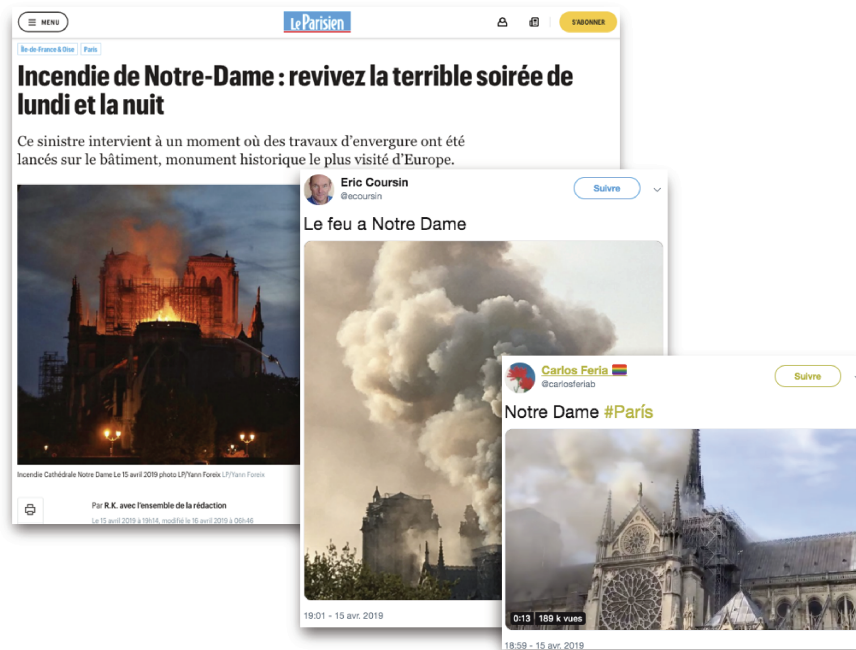 MENU
Le Parisien
S'ABONNER
Île-de-France & Oise
Paris
Incendie de Notre-Dame : revivez la terrible soirée de
lundi et la nuit
Ce sinistre intervient à un moment où des travaux d'envergure ont été
lancés sur le bâtiment, monument historique le plus visité d'Europe.
Incendie Cathédrale Notre Dame Le 15 avril 2019 photo LP/Yann Foreix LP/Yann Foreix
Par R.K. avec l'ensemble de la rédaction
Le 15 avril 2019 à 19h14, modifié le 16 avril 2019 à 06h46
Eric Coursin
@ecoursin
Suivre
Le feu a Notre Dame
19:01 - 15 avr. 2019
Carlos Feria
@carlosferiab
Suivre
Notre Dame #París
0:13 189 k vues
18:59 - 15 avr. 2019